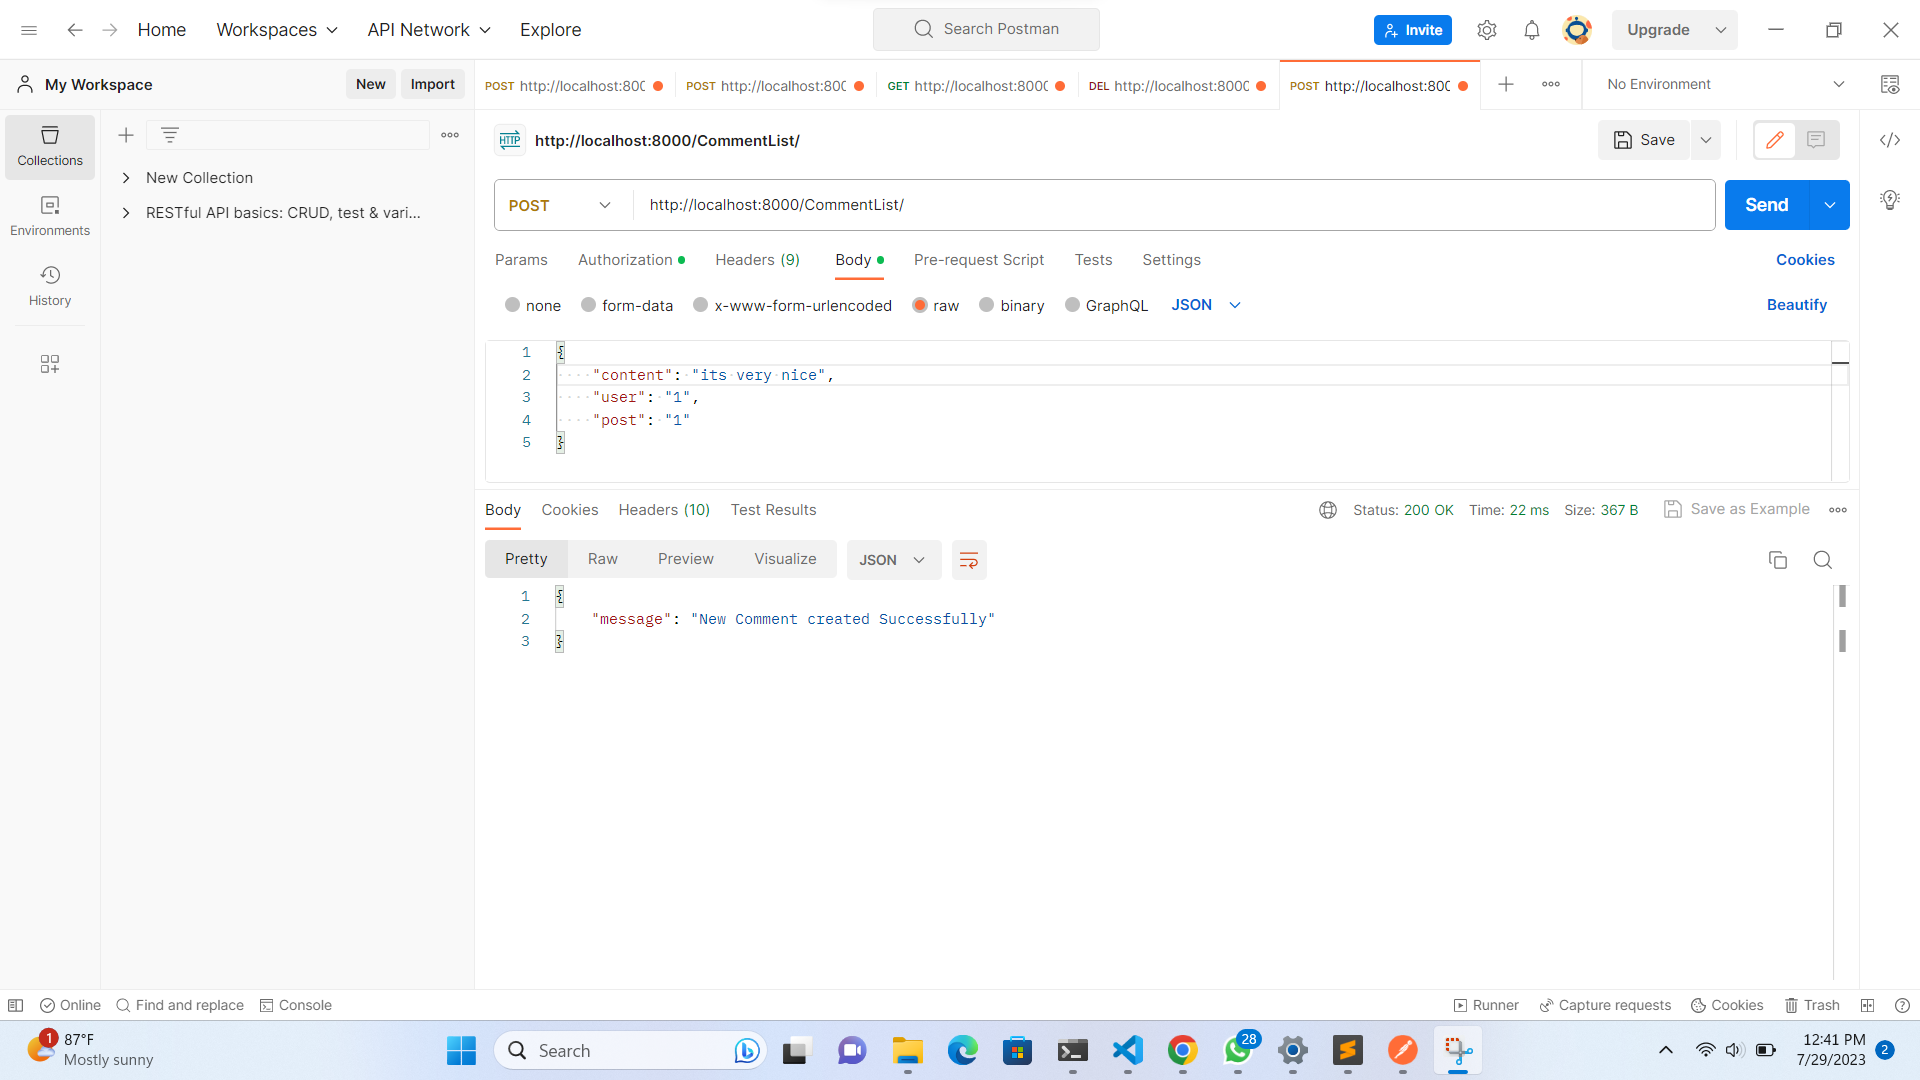 Home Workspaces API Network Explore Search Postman Invite Upgrade
My Workspace New Import POST http://localhost:800 POST http://localhost:800 GET http://localhost:8000 DEL http://localhost:8000 POST http://localhost:800 No Environment
HTTP http://localhost:8000/CommentList/ Save
Collections
New Collection
RESTful API basics: CRUD, test & vari...
Environments
History
POST http://localhost:8000/CommentList/ Send
Params Authorization Headers (9) Body Pre-request Script Tests Settings Cookies
none form-data x-www-form-urlencoded raw binary GraphQL JSON Beautify
1 {
2 "content": "its very nice",
3 "user": "1",
4 "post": "1"
5 }
Body Cookies Headers (10) Test Results Status: 200 OK Time: 22 ms Size: 367 B Save as Example
Pretty Raw Preview Visualize JSON
1 {
2 "message": "New Comment created Successfully"
3 }
Online Find and replace Console Runner Capture requests Cookies Trash
1 87°F
Mostly sunny
Search
28
12:41 PM
7/29/2023
2